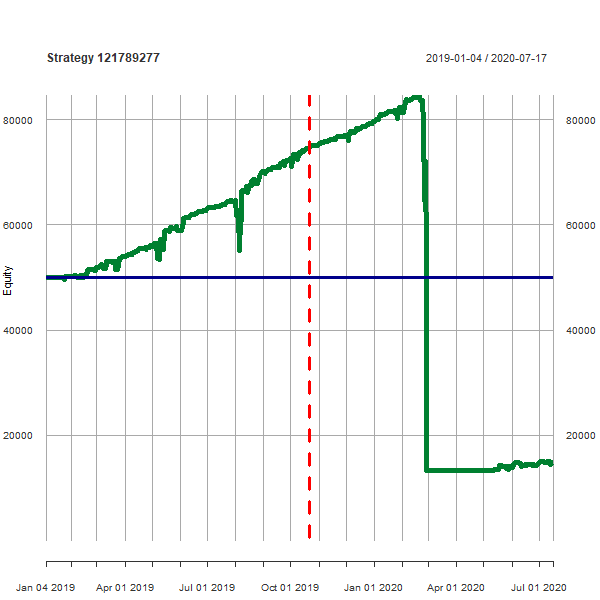 Strategy 121789277
2019-01-04 / 2020-07-17
80000
80000
60000
60000
Equity
40000
40000
20000
20000
Jan 04 2019
Apr 01 2019
Jul 01 2019
Oct 01 2019
Jan 01 2020
Apr 01 2020
Jul 01 2020